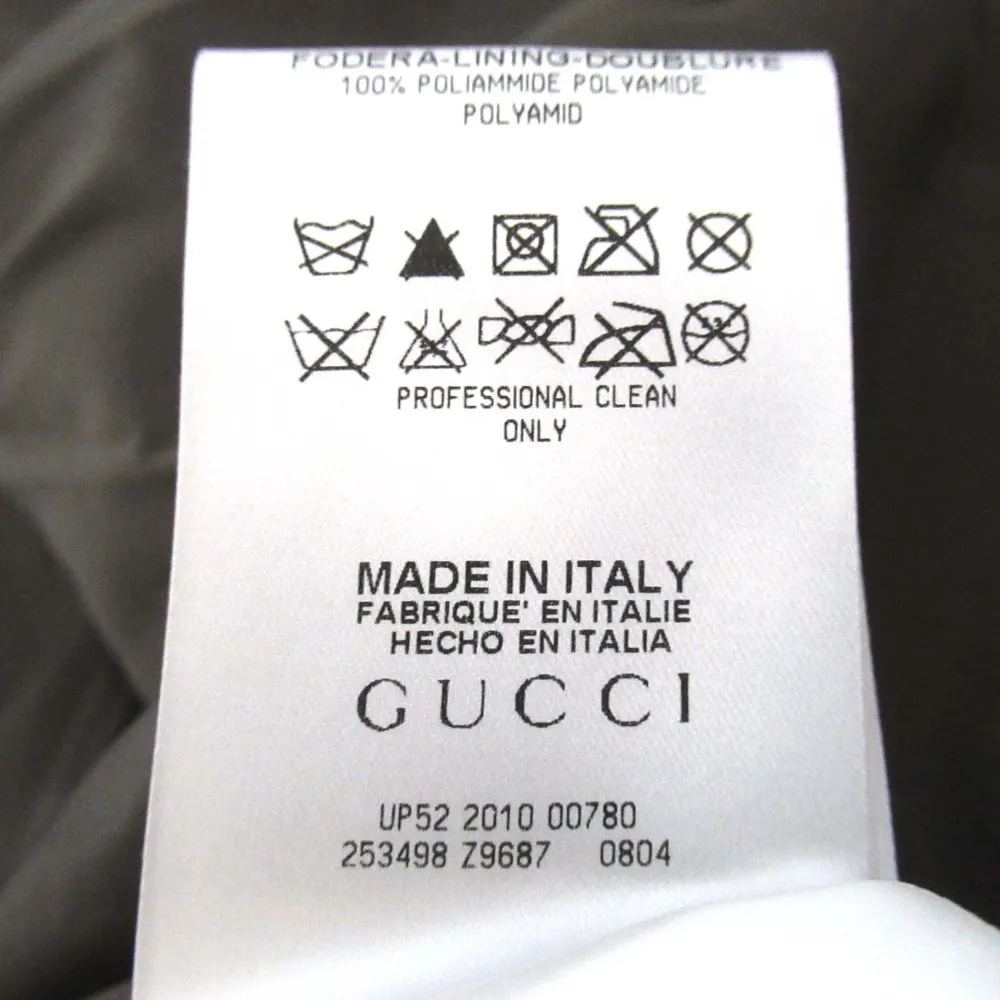 FODERA-LINING-DOUBLURE
100% POLIAMMIDE POLYAMIDE
POLYAMID
PROFESSIONAL CLEAN
ONLY
MADE IN ITALY
FABRIQUE' EN ITALIE
HECHO EN ITALIA
GUCCI
UP52 2010 00780
253498 Z9687 0804